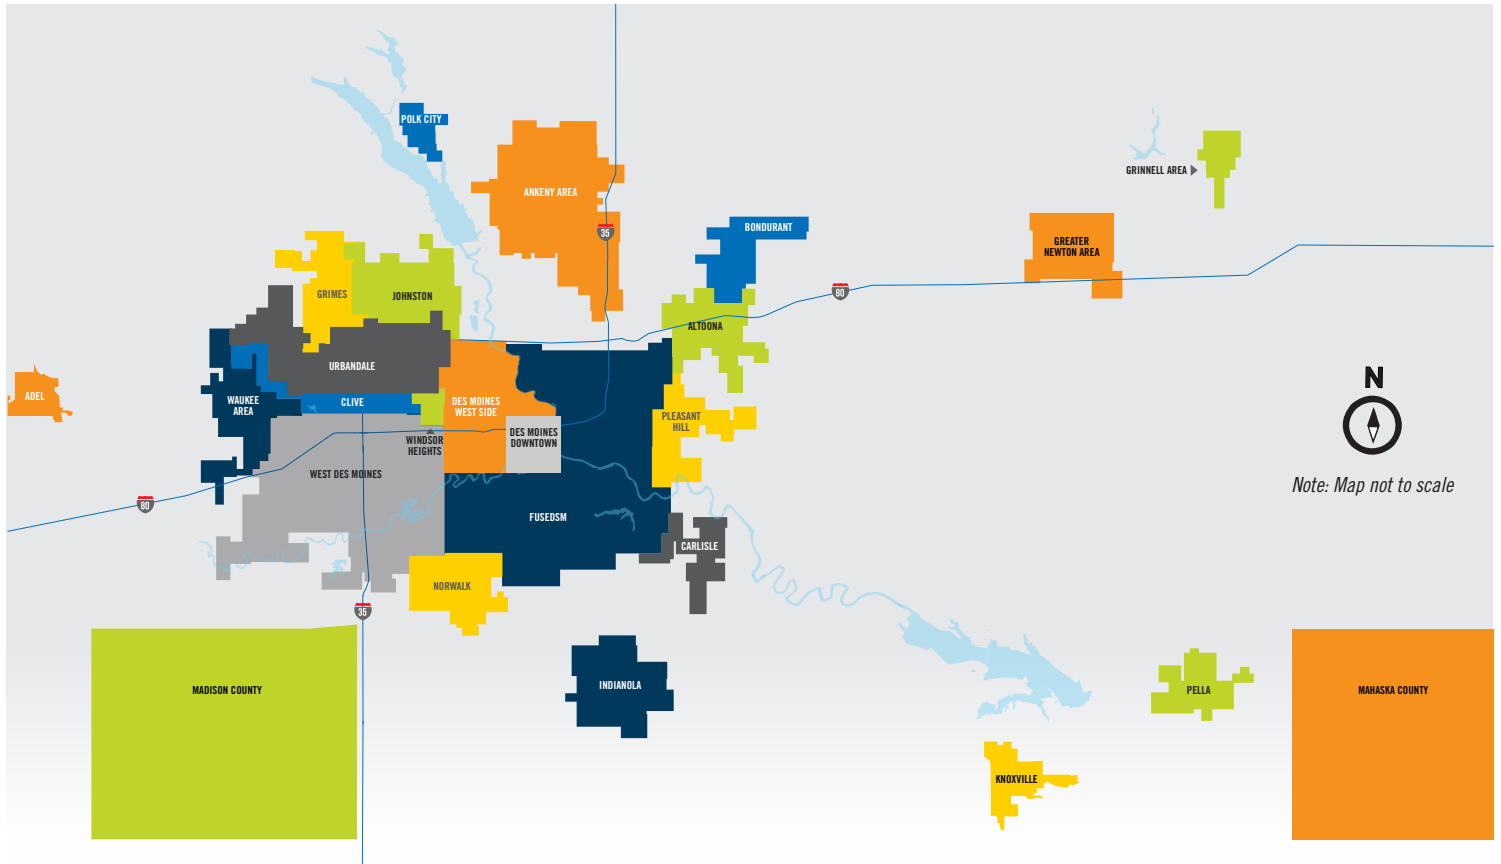 POLK CITY
ANKENY AREA
35
BONDURANT
GRINNELL AREA
GREATER
NEWTON AREA
80
GRIMES
JOHNSTON
ALTOONA
URBANDALE
ADEL
WAUKEE
AREA
CLIVE
DES MOINES
WEST SIDE
PLEASANT
HILL
WINDSOR
HEIGHTS
DES MOINES
DOWNTOWN
WEST DES MOINES
80
FUSEDSM
CARLISLE
N
Note: Map not to scale
NORWALK
35
MADISON COUNTY
INDIANOLA
PELLA
MAHASKA COUNTY
KNOXVILLE